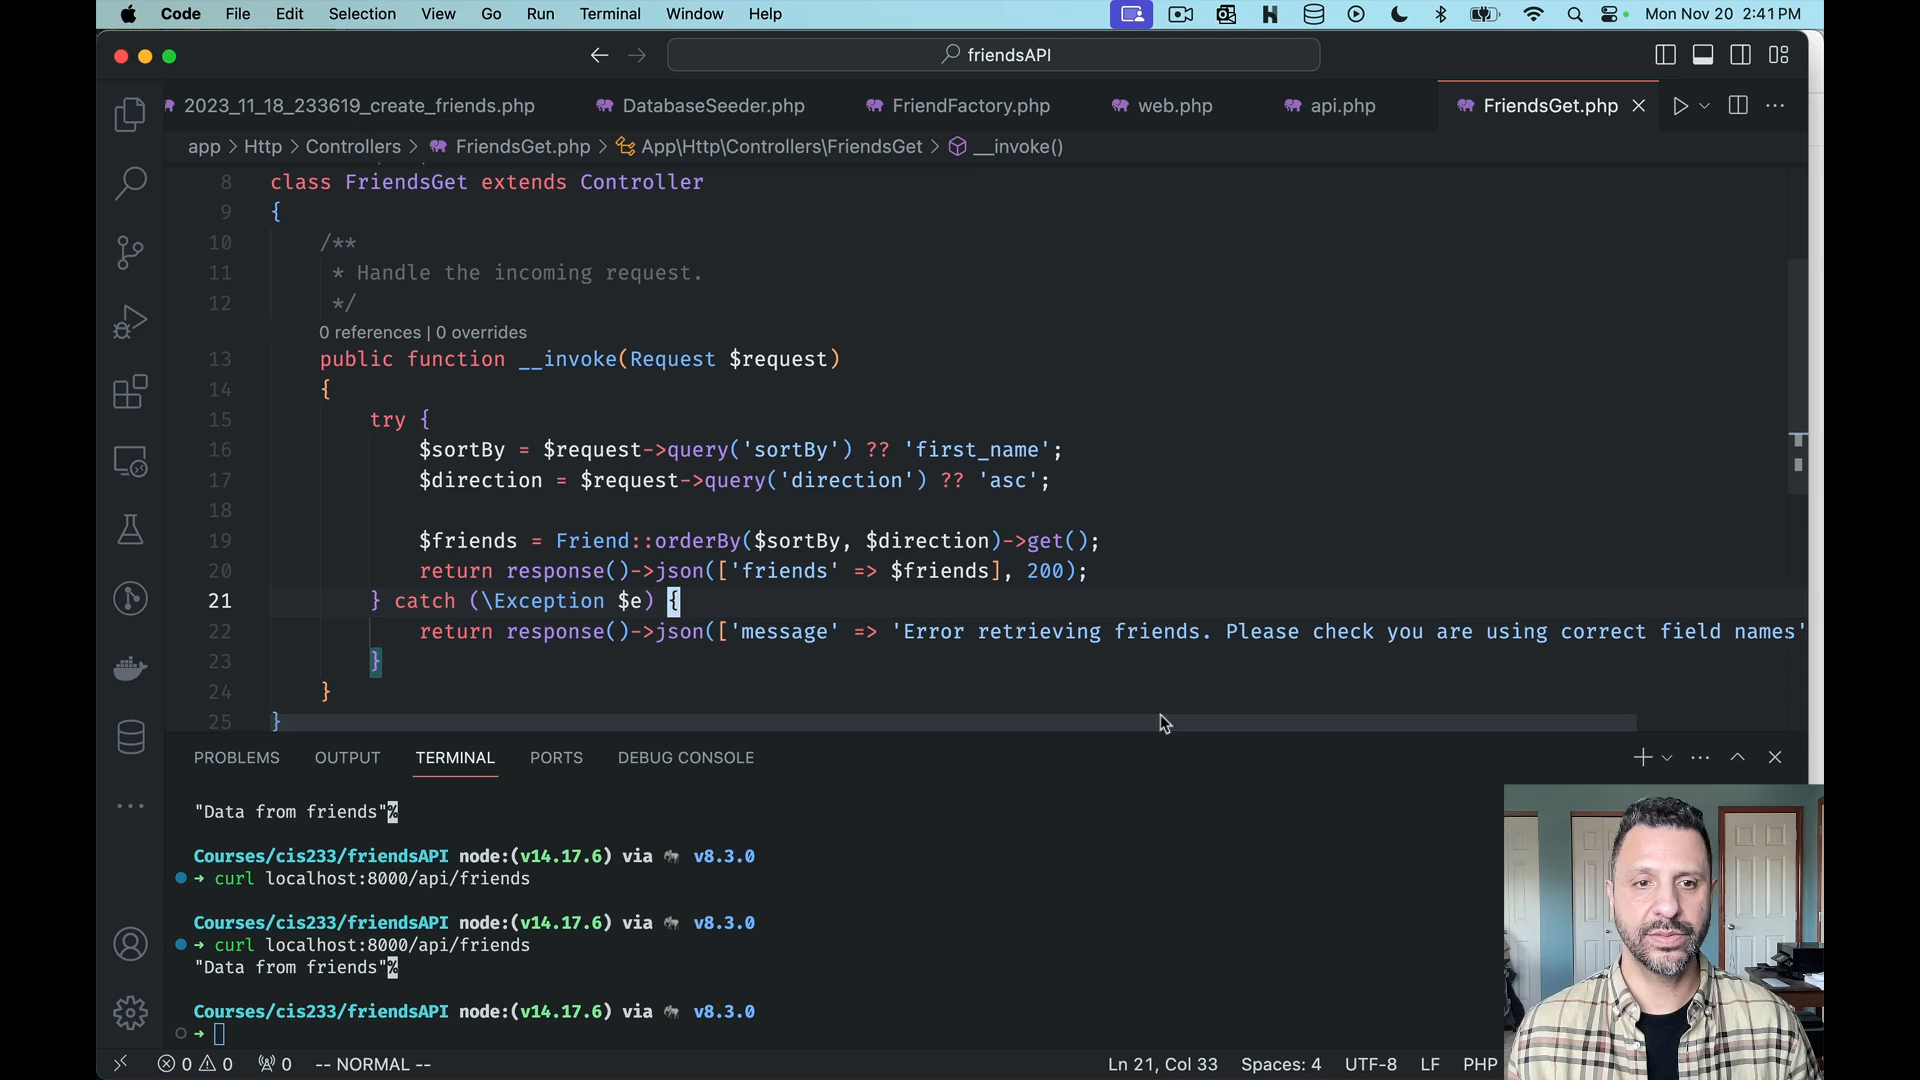 Code File Edit Selection View Go Run Terminal Window Help Mon Nov 20 2:41 PM
friendsAPI
2023_11_18_233619_create_friends.php DatabaseSeeder.php FriendFactory.php web.php api.php FriendsGet.php
app > Http > Controllers > FriendsGet.php > App\Http\Controllers\FriendsGet > __invoke()
8 class FriendsGet extends Controller
9 {
10 /**
11 * Handle the incoming request.
12 */
0 references | 0 overrides
13 public function __invoke(Request $request)
14 {
15 try {
16 $sortBy = $request->query('sortBy') ?? 'first_name';
17 $direction = $request->query('direction') ?? 'asc';
18
19 $friends = Friend::orderBy($sortBy, $direction)->get();
20 return response()->json(['friends' => $friends], 200);
21 } catch (\Exception $e) {
22 return response()->json(['message' => 'Error retrieving friends. Please check you are using correct field names'
23 }
24 }
25 }
PROBLEMS OUTPUT TERMINAL PORTS DEBUG CONSOLE
"Data from friends"%
Courses/cis233/friendsAPI node:(v14.17.6) via v8.3.0
➜ curl localhost:8000/api/friends
Courses/cis233/friendsAPI node:(v14.17.6) via v8.3.0
➜ curl localhost:8000/api/friends
"Data from friends"%
Courses/cis233/friendsAPI node:(v14.17.6) via v8.3.0
➜
0 0 0 -- NORMAL -- Ln 21, Col 33 Spaces: 4 UTF-8 LF PHP